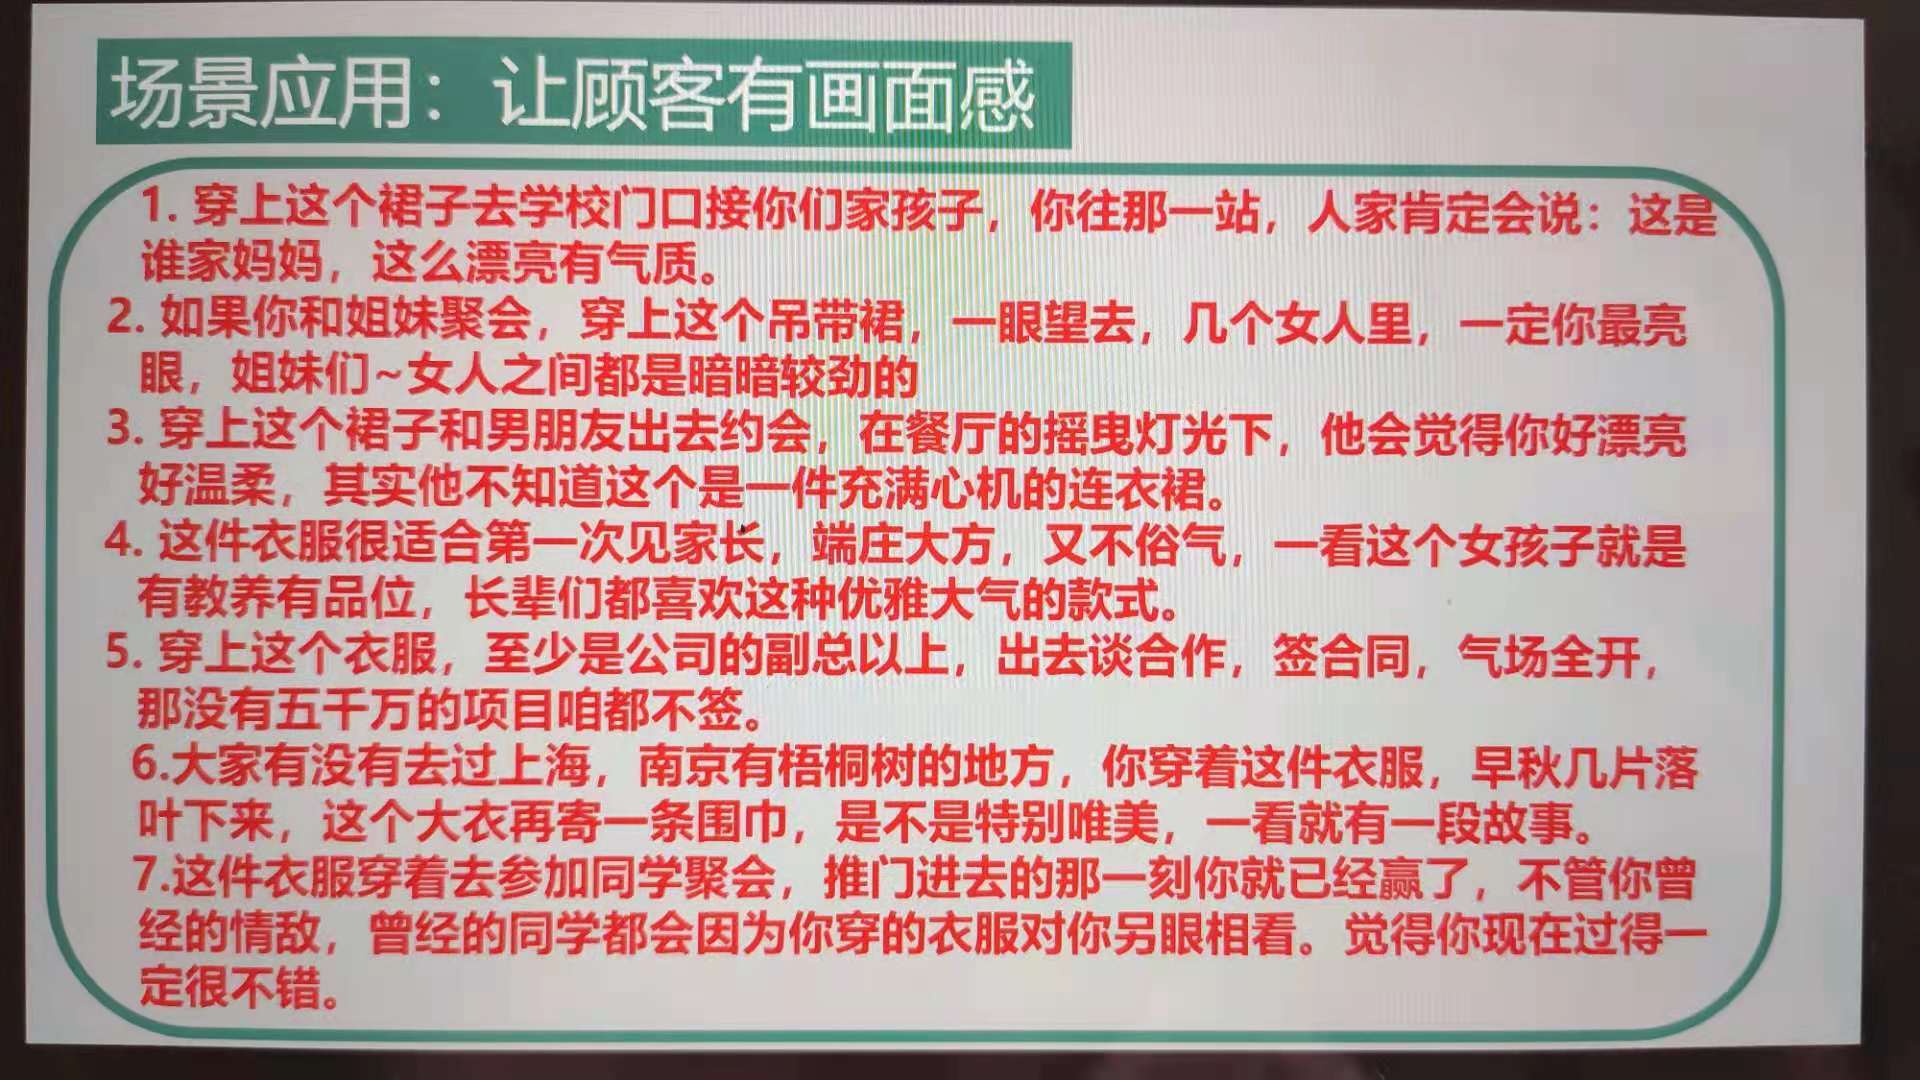 场景应用：让顾客有画面感
1. 穿上这个裙子去学校门口接你们家孩子，你往那一站，人家肯定会说：这是
谁家妈妈，这么漂亮有气质。
2. 如果你和姐妹聚会，穿上这个吊带裙，一眼望去，几个女人里，一定你最亮
眼，姐妹们~女人之间都是暗暗较劲的
3. 穿上这个裙子和男朋友出去约会，在餐厅的摇曳灯光下，他会觉得你好漂亮
好温柔，其实他不知道这个是一件充满心机的连衣裙。
4. 这件衣服很适合第一次见家长，端庄大方，又不俗气，一看这个女孩子就是
有教养有品位，长辈们都喜欢这种优雅大气的款式。
5. 穿上这个衣服，至少是公司的副总以上，出去谈合作，签合同，气场全开，
那没有五千万的项目咱都不签。
6.大家有没有去过上海，南京有梧桐树的地方，你穿着这件衣服，早秋几片落
叶下来，这个大衣再寄一条围巾，是不是特别唯美，一看就有一段故事。
7.这件衣服穿着去参加同学聚会，推门进去的那一刻你就已经赢了，不管你曾
经的情敌，曾经的同学都会因为你穿的衣服对你另眼相看。觉得你现在过得一
定很不错。